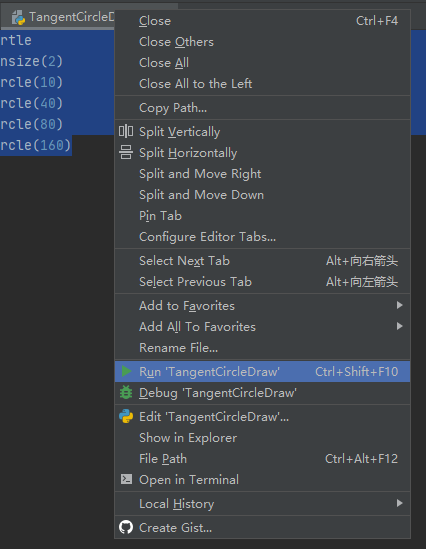 TangentCircleD
rtle
nsize(2)
rcle(10)
rcle(40)
rcle(80)
rcle(160)
Close Ctrl+F4
Close Others
Close All
Close All to the Left
Copy Path...
Split Vertically
Split Horizontally
Split and Move Right
Split and Move Down
Pin Tab
Configure Editor Tabs...
Select Next Tab Alt+向右箭头
Select Previous Tab Alt+向左箭头
Add to Favorites
Add All To Favorites
Rename File...
Run 'TangentCircleDraw' Ctrl+Shift+F10
Debug 'TangentCircleDraw'
Edit 'TangentCircleDraw'...
Show in Explorer
File Path Ctrl+Alt+F12
Open in Terminal
Local History
Create Gist...